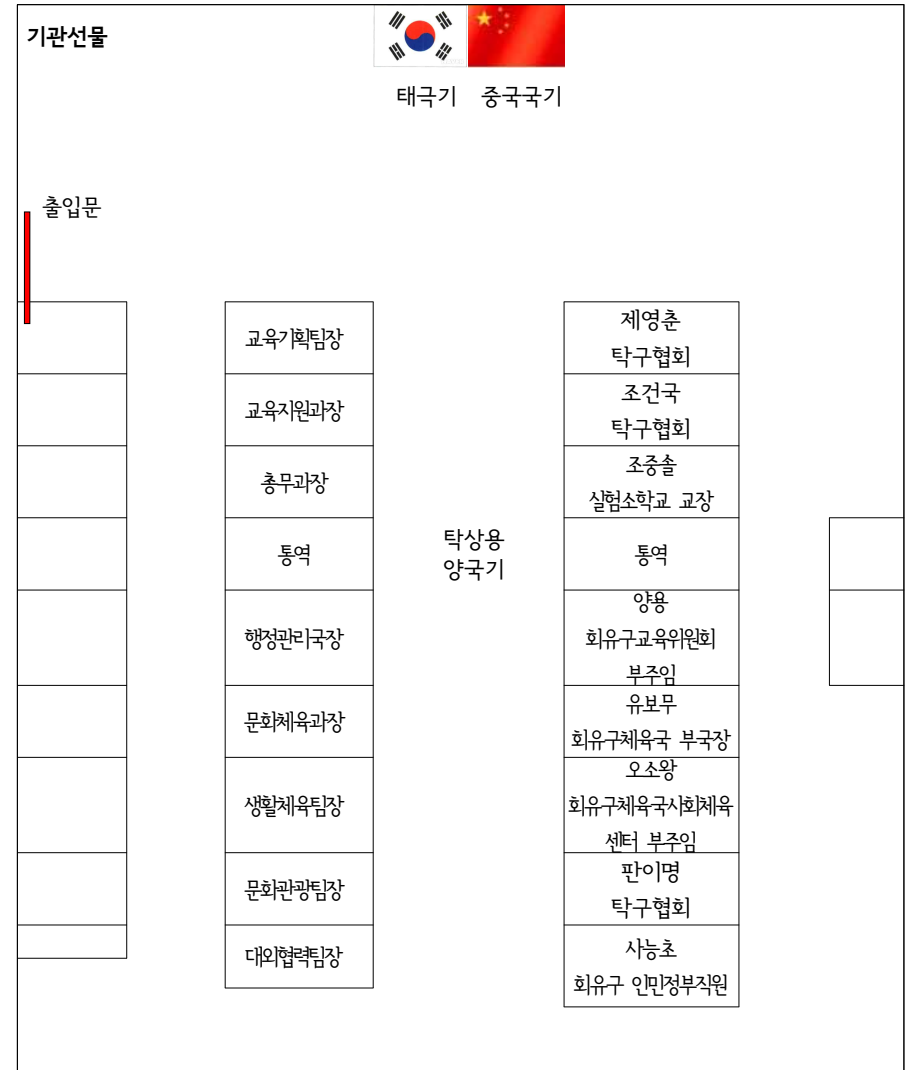 기관선물
태극기 중국국기
출입문
교육기획팀장
교육지원과장
총무과장
통역
행정관리국장
문화체육과장
생활체육팀장
문화관광팀장
대외협력팀장
탁상용
양국기
제영춘
탁구협회
조건국
탁구협회
조중솔
실험소학교 교장
통역
양용
회유구교육위원회
부주임
유보무
회유구체육국 부국장
오소왕
회유구체육국사회체육
센터 부주임
판이명
탁구협회
사능초
회유구 인민정부직원